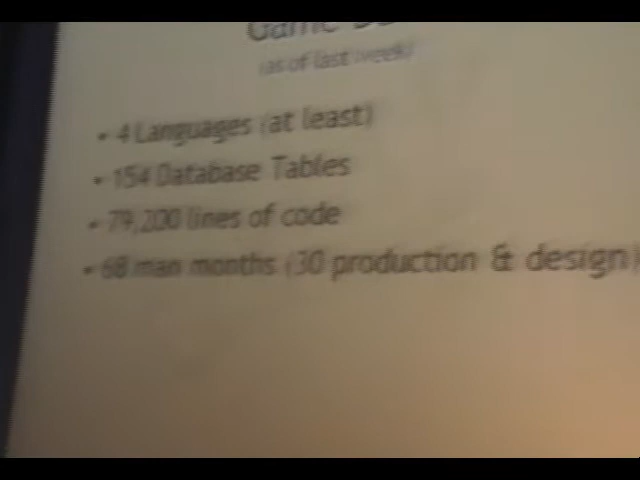 Game
(as of last week)
• 4 Languages (at least)
• 154 Database Tables
• 79,200 lines of code
• 68 man months (30 production & design)